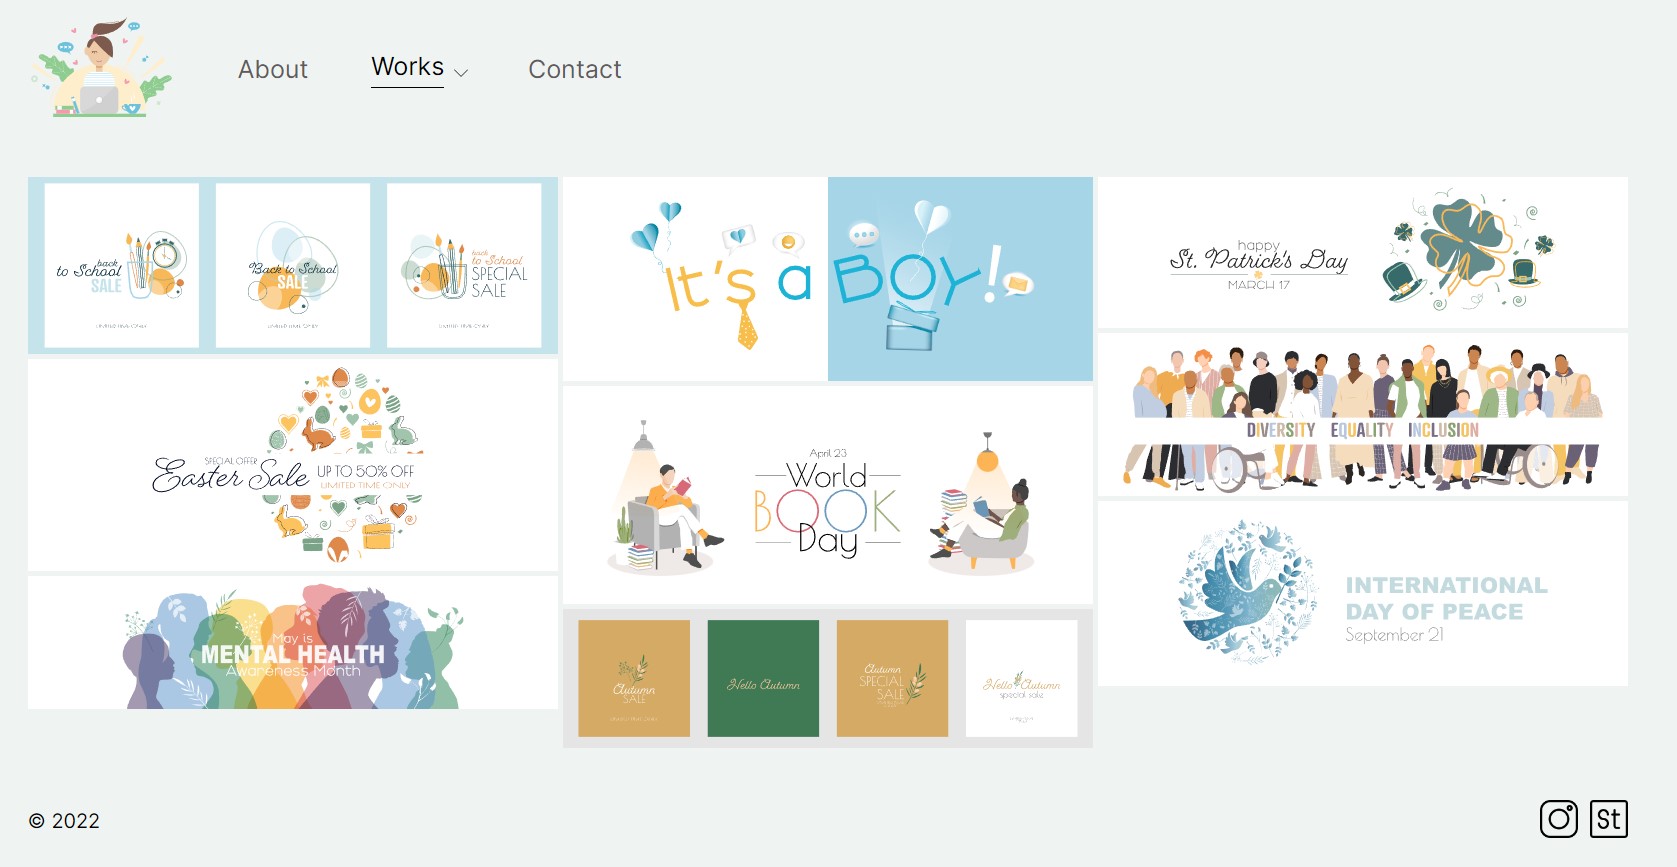 About
Works
Contact
back
to School
SALE
LIMITED TIME ONLY
Back to School
SALE
LIMITED TIME ONLY
back
to School
SPECIAL
SALE
LIMITED TIME ONLY
SPECIAL OFFER
Easter Sale
UP TO 50% OFF
LIMITED TIME ONLY
May is
MENTAL HEALTH
Awareness Month
It's a BOY!
April 23
World
BOOK
Day
Autumn
SALE
LIMITED TIME ONLY
Hello Autumn
Autumn
SPECIAL
SALE
Hello Autumn
special sale
happy
St. Patrick's Day
MARCH 17
DIVERSITY EQUALITY INCLUSION
INTERNATIONAL
DAY OF PEACE
September 21
© 2022
St